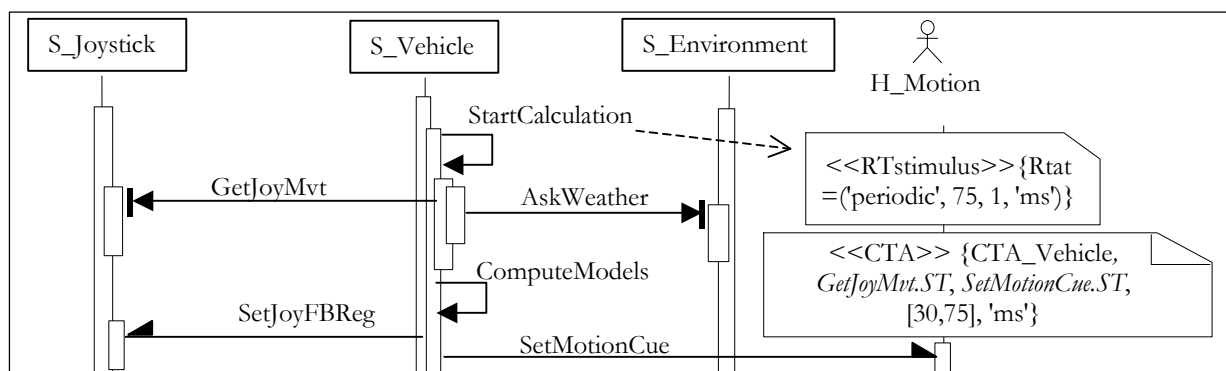 S_Joystick
S_Vehicle
S_Environment
H_Motion
StartCalculation
<<RTstimulus>>{Rtat
=('periodic', 75, 1, 'ms')}
GetJoyMvt
AskWeather
<<CTA>> {CTA_Vehicle,
GetJoyMvt.ST, SetMotionCue.ST,
[30,75], 'ms'}
ComputeModels
SetJoyFBReg
SetMotionCue